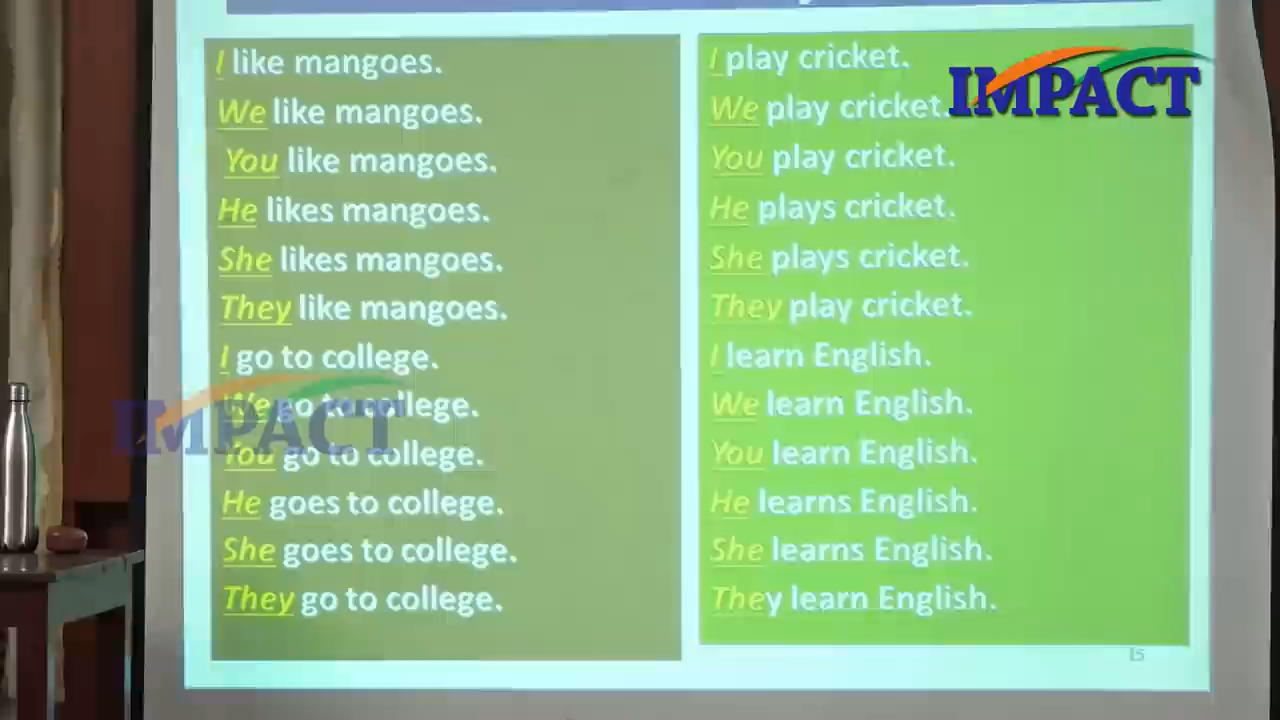 I like mangoes.
We like mangoes.
You like mangoes.
He likes mangoes.
She likes mangoes.
They like mangoes.
I go to college.
We go to college.
You go to college.
He goes to college.
She goes to college.
They go to college.
I play cricket.
We play cricket.
You play cricket.
He plays cricket.
She plays cricket.
They play cricket.
I learn English.
We learn English.
You learn English.
He learns English.
She learns English.
They learn English.
15
IMPACT
IMPACT